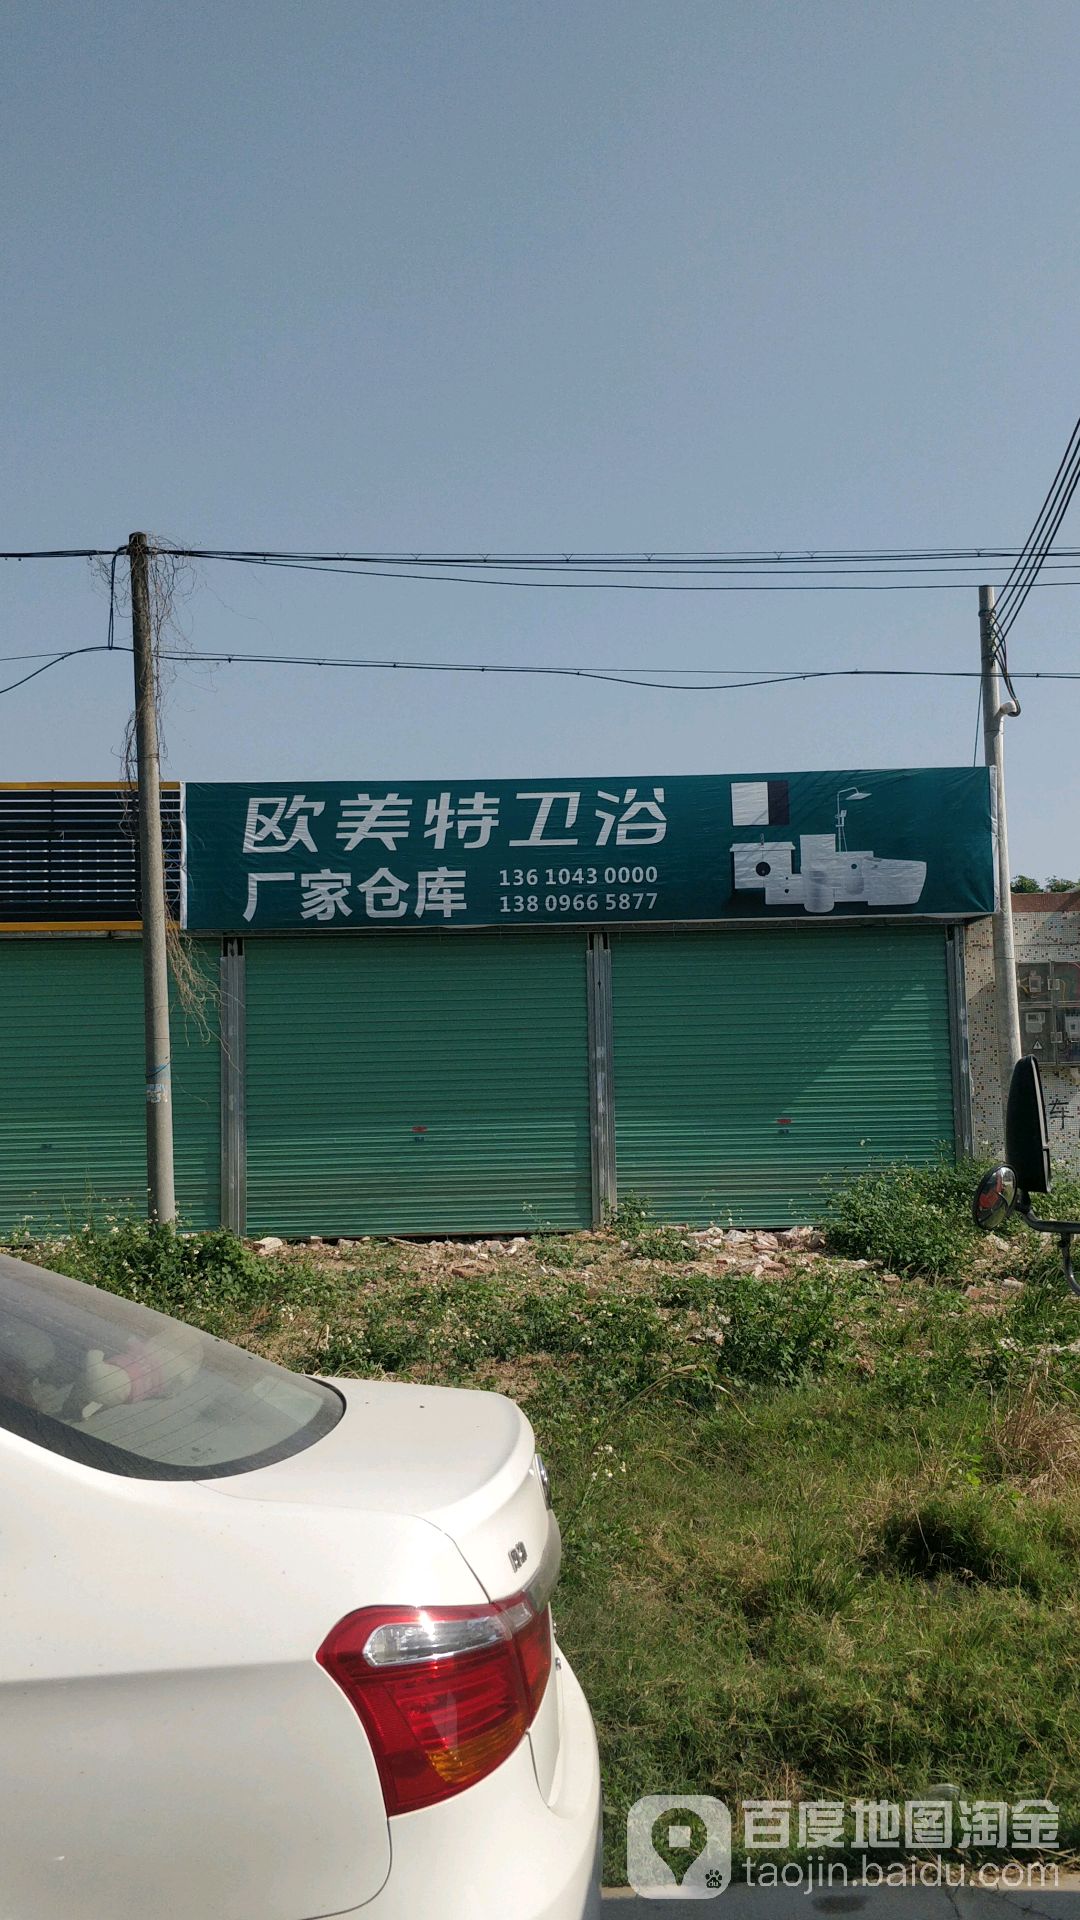 欧美特卫浴
厂家仓库
136 1043 0000
138 0966 5877
车
百度地图淘金
taojin.baidu.com